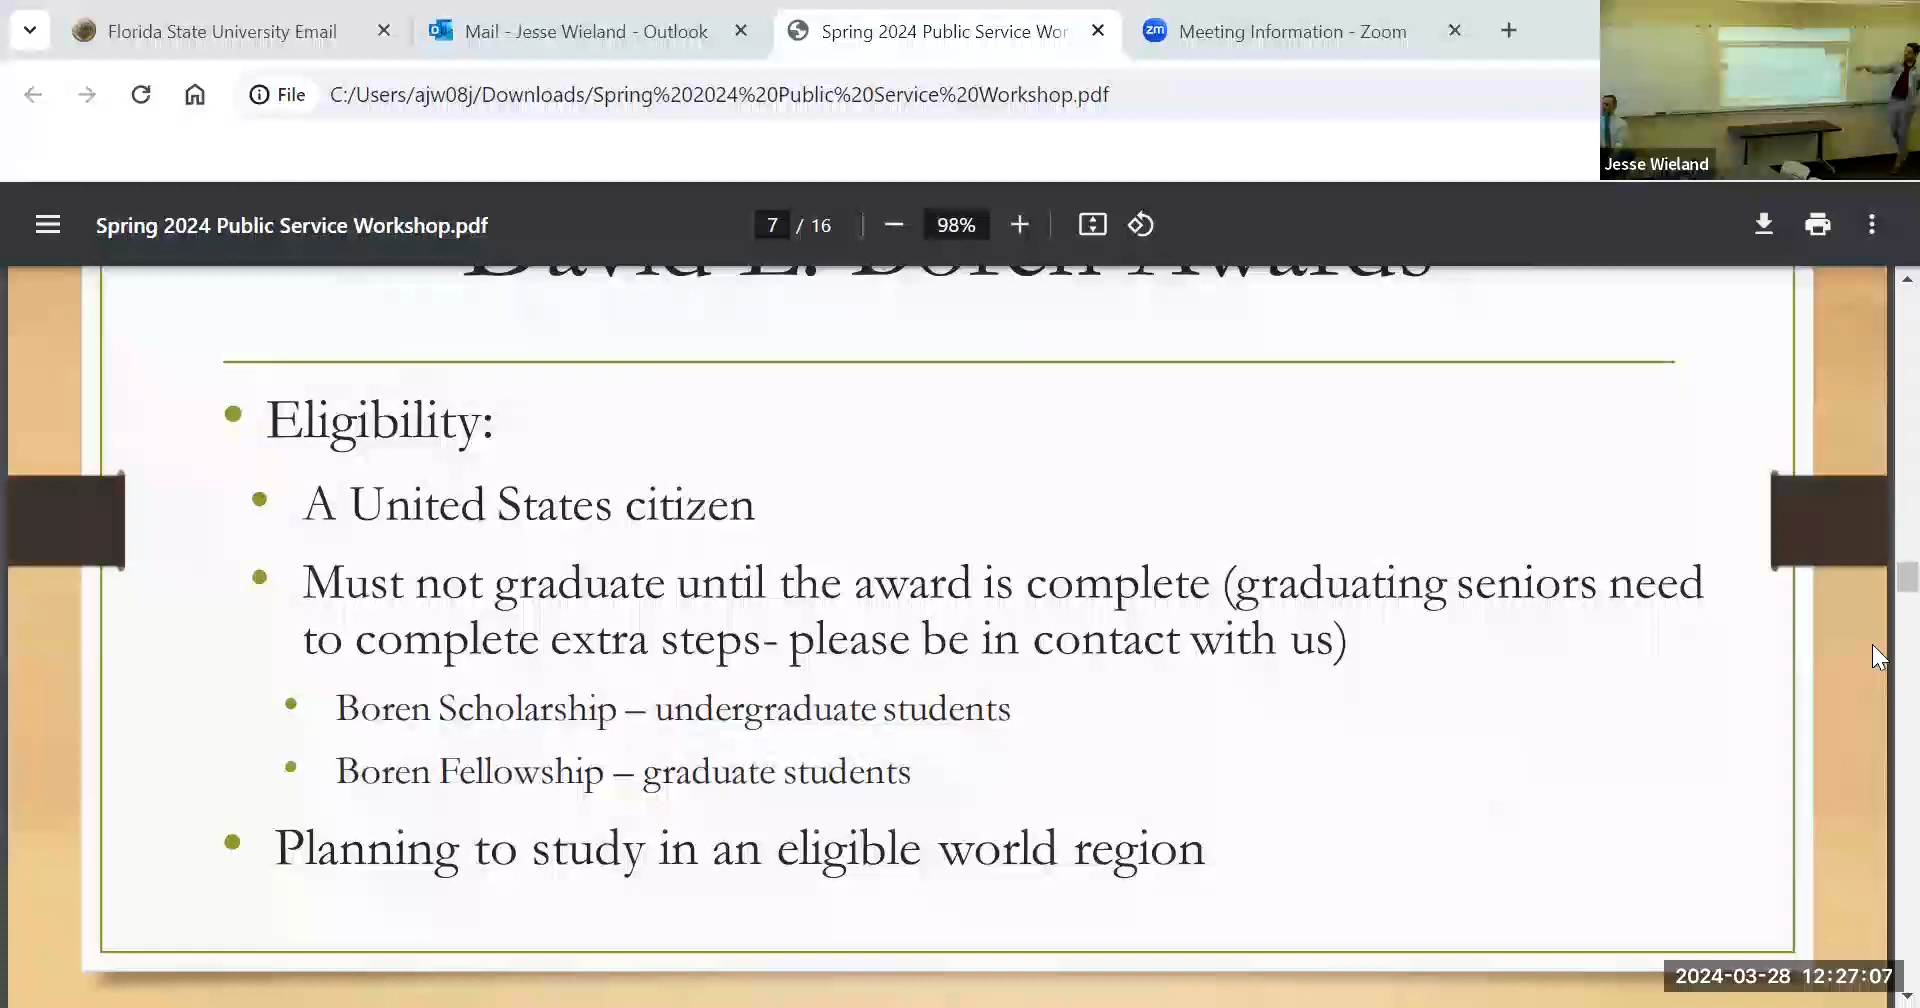 Florida State University Email
Mail - Jesse Wieland - Outlook
Spring 2024 Public Service Wor
zm Meeting Information - Zoom
File C:/Users/ajw08j/Downloads/Spring%202024%20Public%20Service%20Workshop.pdf
Jesse Wieland
Spring 2024 Public Service Workshop.pdf
7 / 16
98%
David L. Boren Awards
Eligibility:
A United States citizen
Must not graduate until the award is complete (graduating seniors need
to complete extra steps- please be in contact with us)
Boren Scholarship – undergraduate students
Boren Fellowship – graduate students
Planning to study in an eligible world region
2024-03-28 12:27:07